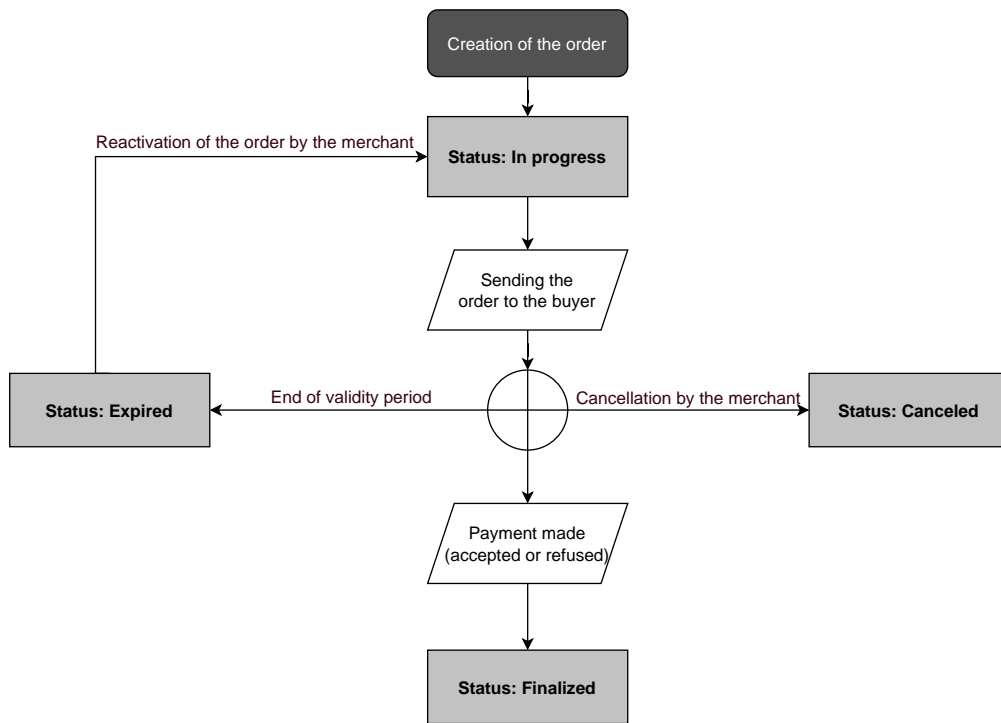 Creation of the order
Reactivation of the order by the merchant
Status: In progress
Sending the
order to the buyer
Status: Expired
End of validity period
Cancellation by the merchant
Status: Canceled
Payment made
(accepted or refused)
Status: Finalized